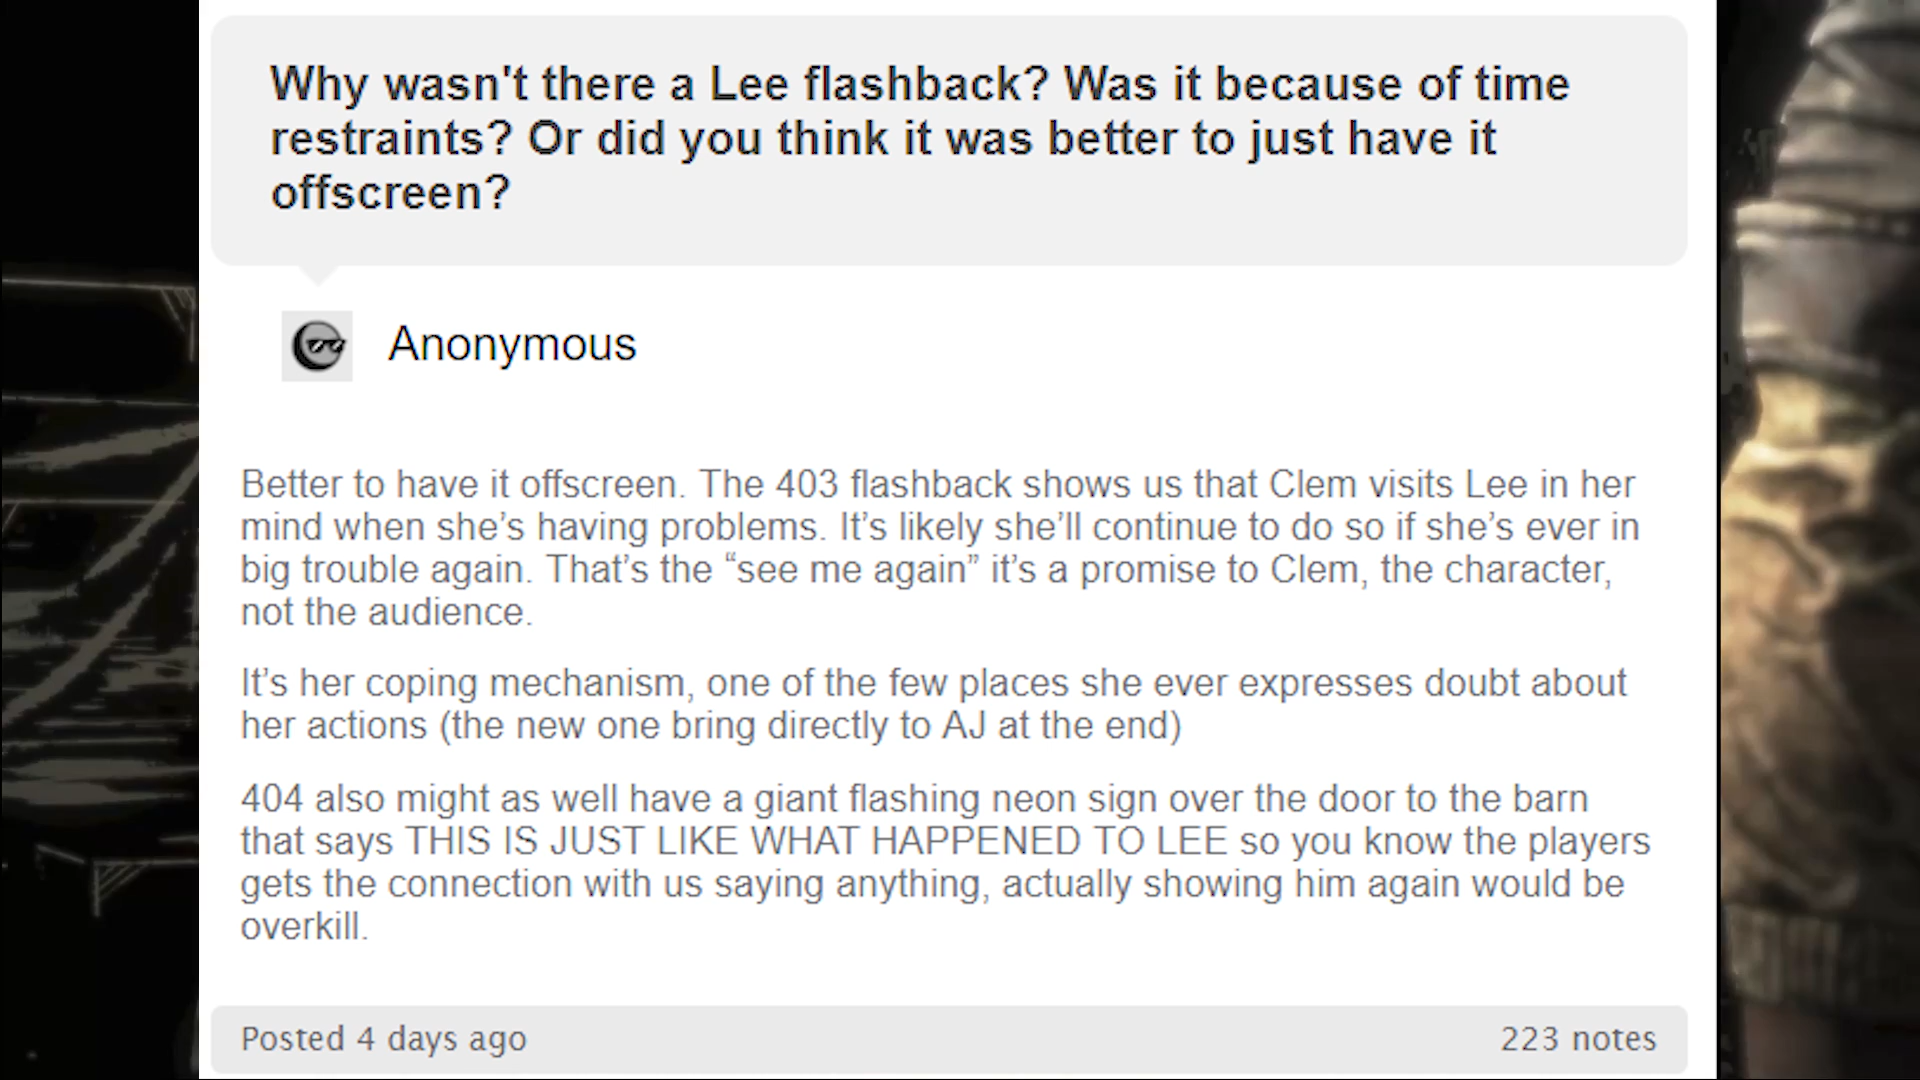 Why wasn't there a Lee flashback? Was it because of time
restraints? Or did you think it was better to just have it
offscreen?
Anonymous
Better to have it offscreen. The 403 flashback shows us that Clem visits Lee in her
mind when she’s having problems. It’s likely she’ll continue to do so if she’s ever in
big trouble again. That’s the “see me again” it’s a promise to Clem, the character,
not the audience.
It’s her coping mechanism, one of the few places she ever expresses doubt about
her actions (the new one bring directly to AJ at the end)
404 also might as well have a giant flashing neon sign over the door to the barn
that says THIS IS JUST LIKE WHAT HAPPENED TO LEE so you know the players
gets the connection with us saying anything, actually showing him again would be
overkill.
Posted 4 days ago
223 notes